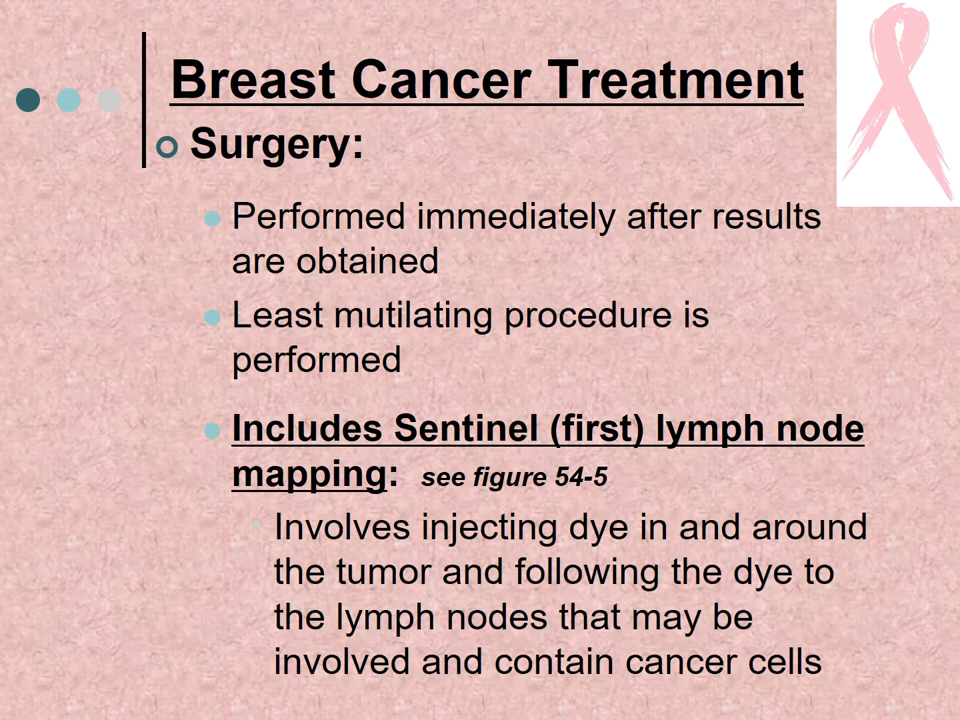 Breast Cancer Treatment
Surgery:
Performed immediately after results
are obtained
Least mutilating procedure is
performed
Includes Sentinel (first) lymph node
mapping: see figure 54-5
Involves injecting dye in and around
the tumor and following the dye to
the lymph nodes that may be
involved and contain cancer cells